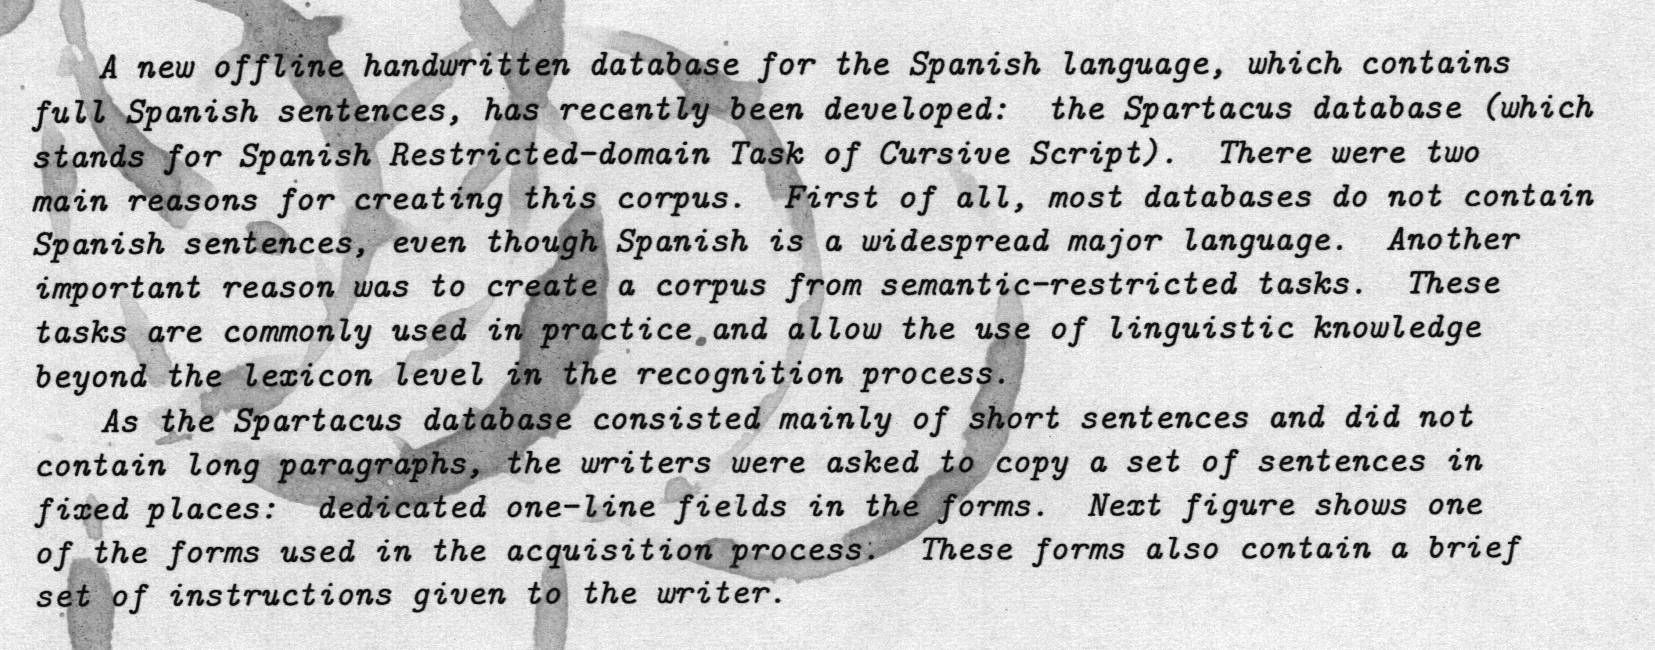 A new offline handwritten database for the Spanish language, which contains
full Spanish sentences, has recently been developed: the Spartacus database (which
stands for Spanish Restricted-domain Task of Cursive Script). There were two
main reasons for creating this corpus. First of all, most databases do not contain
Spanish sentences, even though Spanish is a widespread major language. Another
important reason was to create a corpus from semantic-restricted tasks. These
tasks are commonly used in practice and allow the use of linguistic knowledge
beyond the lexicon level in the recognition process.
As the Spartacus database consisted mainly of short sentences and did not
contain long paragraphs, the writers were asked to copy a set of sentences in
fixed places: dedicated one-line fields in the forms. Next figure shows one
of the forms used in the acquisition process. These forms also contain a brief
set of instructions given to the writer.